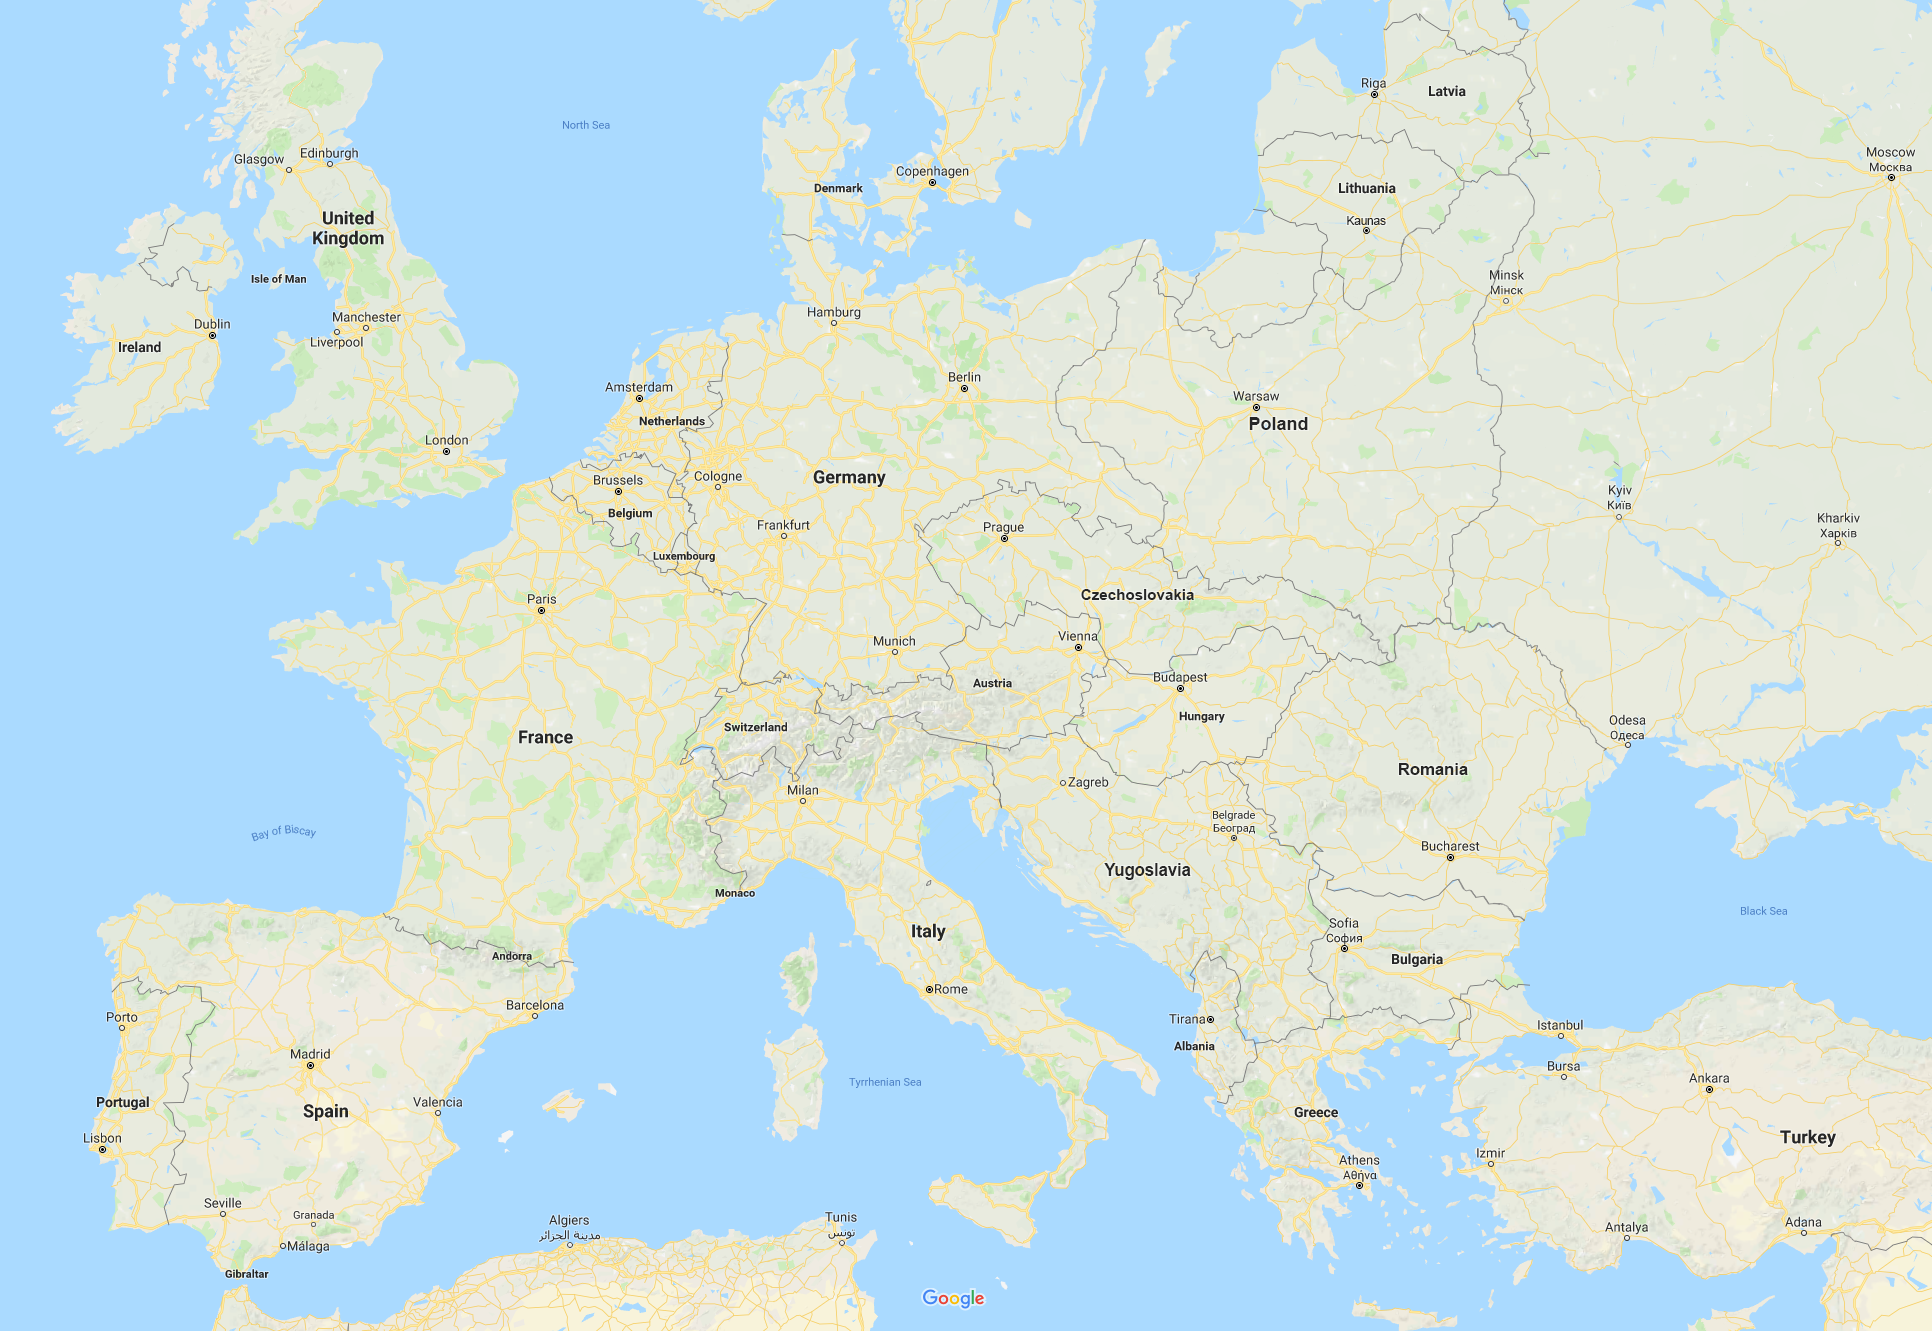 Riga
Latvia
North Sea
Glasgow
Edinburgh
Moscow
Москва
Copenhagen
Denmark
Lithuania
Kaunas
United
Kingdom
Isle of Man
Minsk
Мінск
Hamburg
Manchester
Dublin
Liverpool
Ireland
Berlin
Amsterdam
Warsaw
Netherlands
Poland
London
Cologne
Germany
Brussels
Belgium
Kyiv
Київ
Frankfurt
Prague
Kharkiv
Харків
Luxembourg
Czechoslovakia
Paris
Munich
Vienna
Austria
Budapest
Hungary
Switzerland
France
Odesa
Одеса
Romania
Zagreb
Milan
Belgrade
Београд
Bay of Biscay
Bucharest
Yugoslavia
Monaco
Black Sea
Sofia
София
Italy
Andorra
Bulgaria
Rome
Barcelona
Porto
Tirana
Istanbul
Albania
Madrid
Bursa
Ankara
Tyrrhenian Sea
Portugal
Spain
Valencia
Greece
Lisbon
Turkey
Izmir
Athens
Αθήνα
Seville
Granada
Algiers
مدينة الجزائر
Tunis
تونس
Antalya
Adana
Málaga
Gibraltar
Google